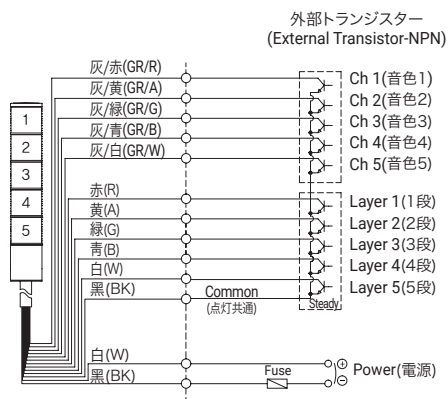 外部トランジスター
(External Transistor-NPN)
灰/赤(GR/R)
Ch 1(音色1)
灰/黄(GR/A)
Ch 2(音色2)
灰/緑(GR/G)
Ch 3(音色3)
灰/青(GR/B)
Ch 4(音色4)
灰/白(GR/W)
Ch 5(音色5)
1
2
3
4
5
赤(R)
Layer 1(1段)
黄(A)
Layer 2(2段)
緑(G)
Layer 3(3段)
青(B)
Layer 4(4段)
白(W)
Layer 5(5段)
黑(BK)
Common
(点灯共通)
Steady
白(W)
黑(BK)
Fuse
⊕
⊖
Power(電源)